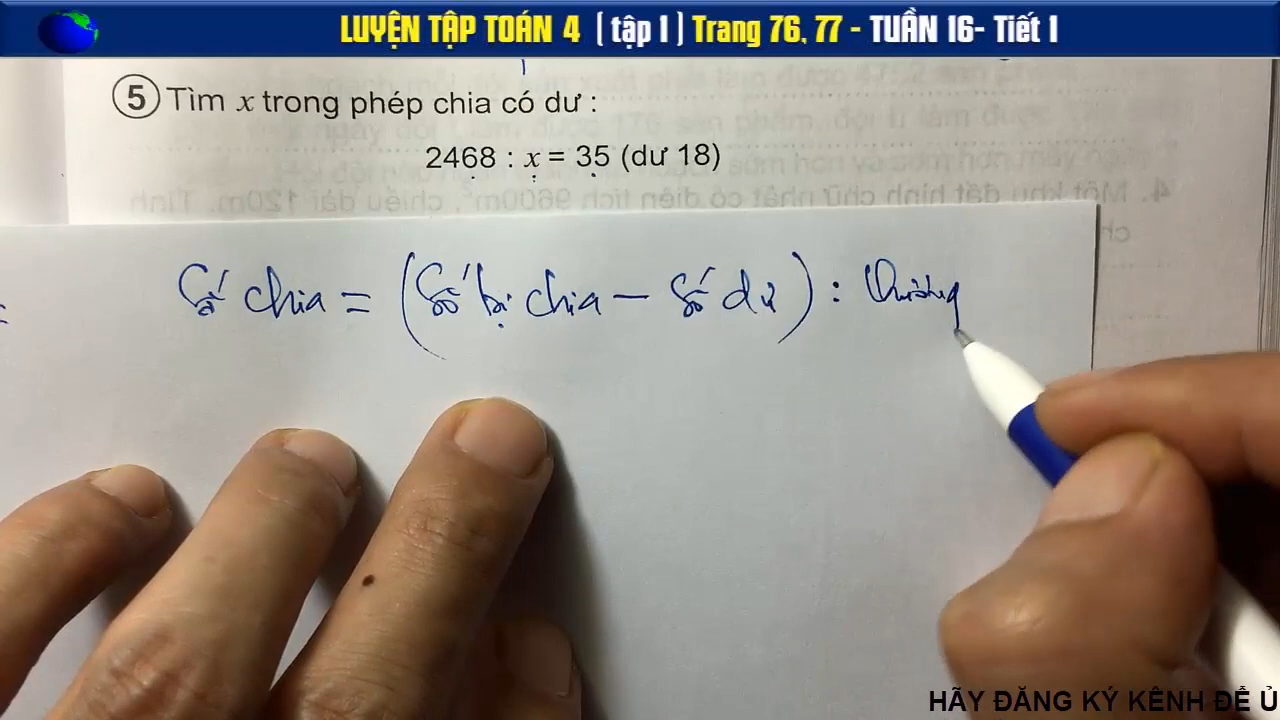 LUYỆN TẬP TOÁN 4 ( tập 1 ) Trang 76, 77 - TUẦN 16- Tiết 1
5 Tìm x trong phép chia có dư :
2468 : x = 35 (dư 18)
Số chia = (Số bị chia - Số dư) : thương
HÃY ĐĂNG KÝ KÊNH ĐỂ Ủ